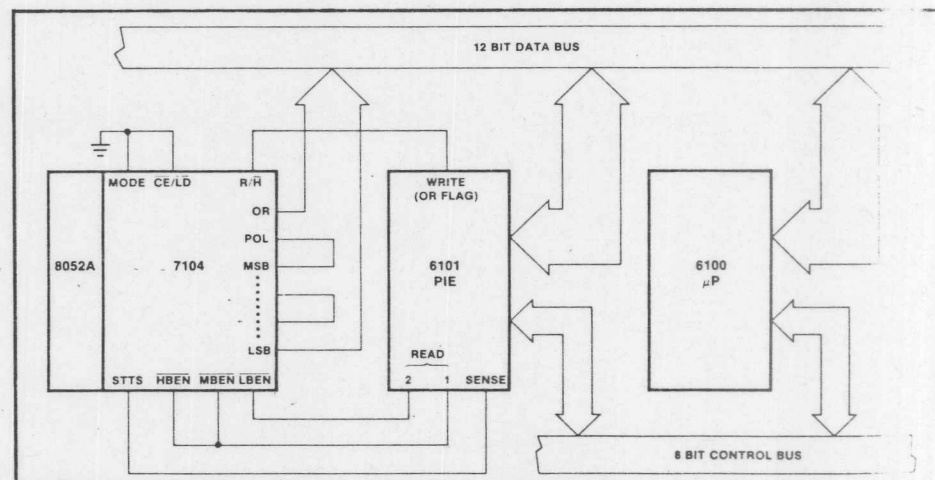 12 BIT DATA BUS
MODE CE/LD R/H
WRITE
(OR FLAG)
OR
POL
8052A 7104 MSB
6101
PIE
6100
μP
LSB
READ
STTS HBEN MBEN LBEN
2 1 SENSE
8 BIT CONTROL BUS